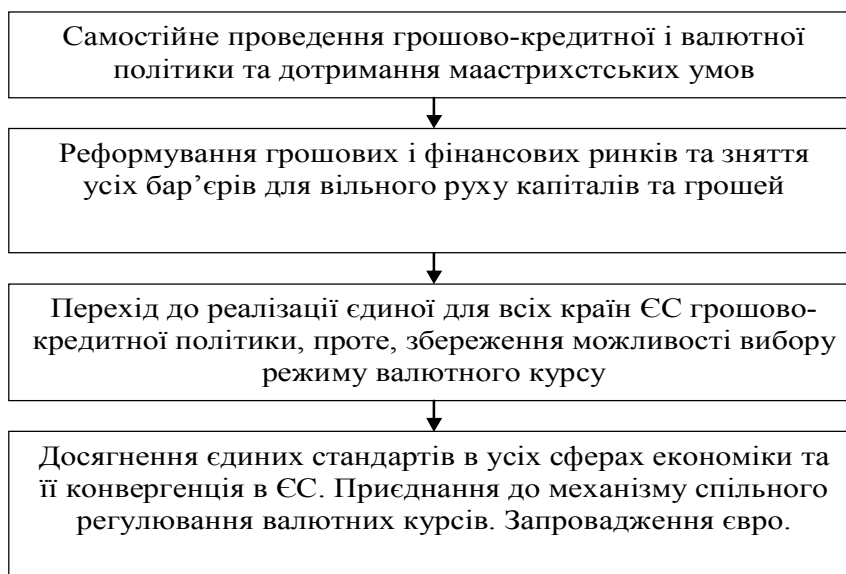 Самостійне проведення грошово-кредитної і валютної
політики та дотримання маастрихстських умов
Реформування грошових і фінансових ринків та зняття
усіх бар’єрів для вільного руху капіталів та грошей
Перехід до реалізації єдиної для всіх країн ЄС грошово-
кредитної політики, проте, збереження можливості вибору
режиму валютного курсу
Досягнення єдиних стандартів в усіх сферах економіки та
її конвергенція в ЄС. Приєднання до механізму спільного
регулювання валютних курсів. Запровадження євро.